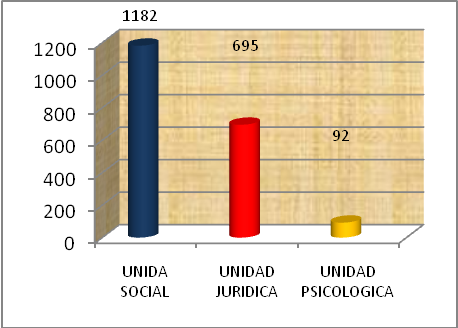 1182
695
92
1200
1000
800
600
400
200
0
UNIDA
SOCIAL
UNIDAD
JURIDICA
UNIDAD
PSICOLOGICA